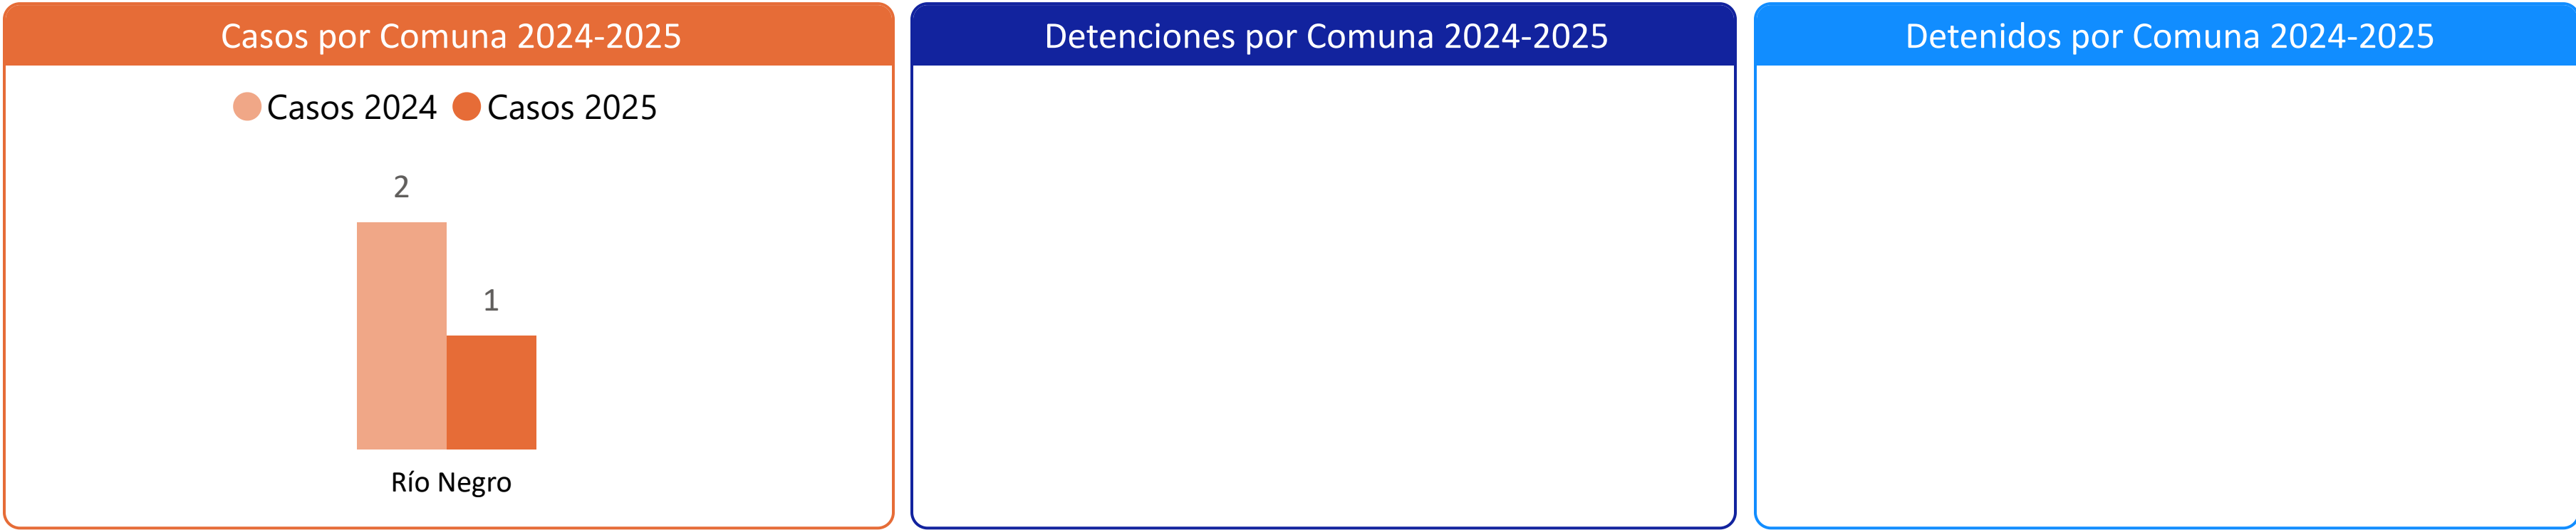 Casos por Comuna 2024-2025
Casos 2024 Casos 2025
2
1
Río Negro
Detenciones por Comuna 2024-2025
Detenidos por Comuna 2024-2025